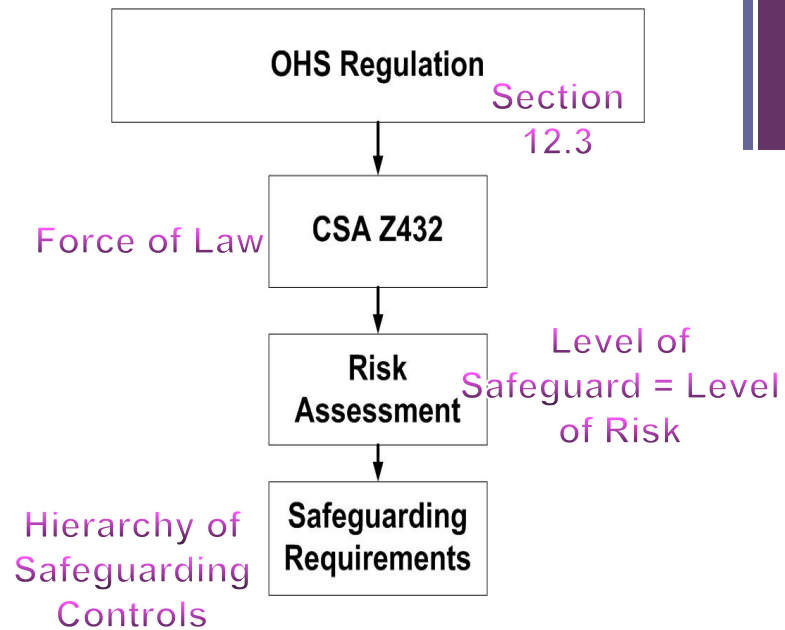 OHS Regulation
Section
12.3
CSA Z432
Force of Law
Risk
Assessment
Level of
Safeguard = Level
of Risk
Safeguarding
Requirements
Hierarchy of
Safeguarding
Controls